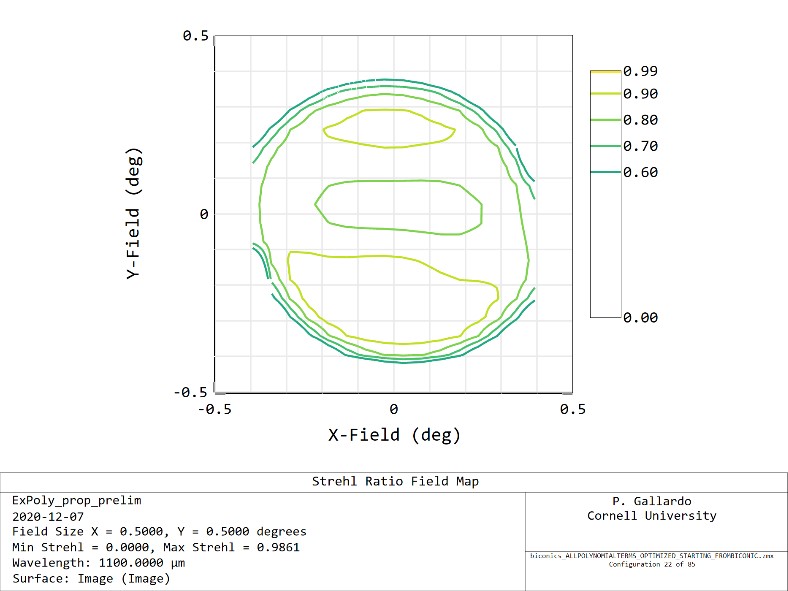 0.5
0
-0.5
-0.5
0
0.5
Y-Field (deg)
X-Field (deg)
0.99
0.90
0.80
0.70
0.60
0.00
Strehl Ratio Field Map
ExPoly_prop_prelim
2020-12-07
Field Size X = 0.5000, Y = 0.5000 degrees
Min Strehl = 0.0000, Max Strehl = 0.9861
Wavelength: 1100.0000 µm
Surface: Image (Image)
P. Gallardo
Cornell University
biconics_ALLPOLYNOMIALTERMS_OPTIMIZED_STARTING_FROMBICONIC.zmx
Configuration 22 of 85